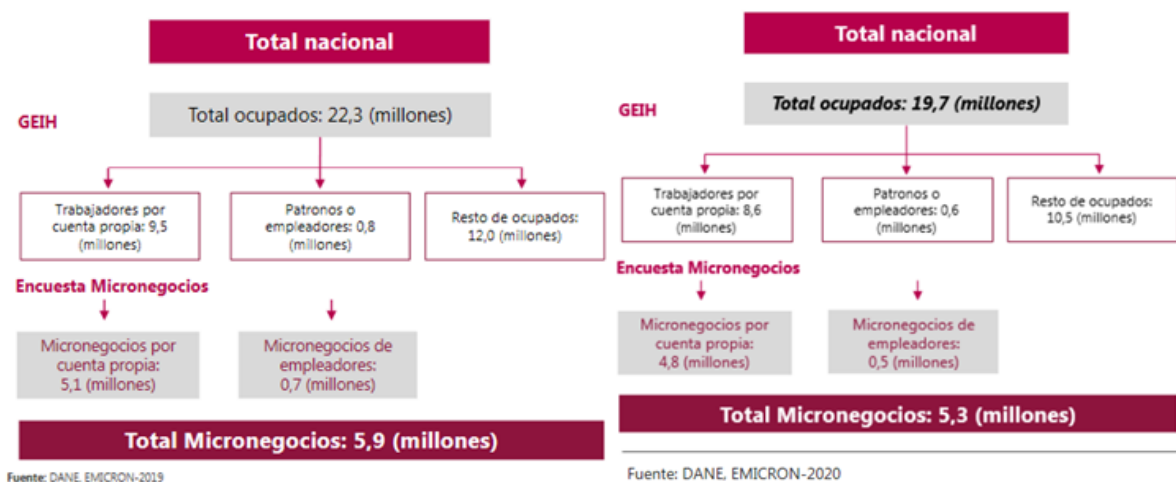 Total nacional
GEIH
Total ocupados: 22,3 (millones)
Trabajadores por
cuenta propia: 9,5
(millones)
Patronos o
empleadores: 0,8
(millones)
Resto de ocupados:
12,0 (millones)
Encuesta Micronegocios
Micronegocios por
cuenta propia:
5,1 (millones)
Micronegocios de
empleadores:
0,7 (millones)
Total Micronegocios: 5,9 (millones)
Fuente: DANE, EMICRON-2019
Total nacional
GEIH
Total ocupados: 19,7 (millones)
Trabajadores por
cuenta propia: 8,6
(millones)
Patronos o
empleadores: 0,6
(millones)
Resto de ocupados:
10,5 (millones)
Encuesta Micronegocios
Micronegocios por
cuenta propia:
4,8 (millones)
Micronegocios de
empleadores:
0,5 (millones)
Total Micronegocios: 5,3 (millones)
Fuente: DANE, EMICRON-2020